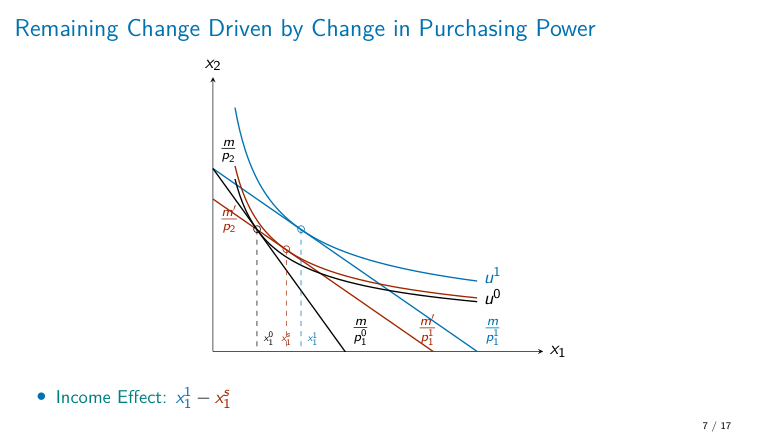 Remaining Change Driven by Change in Purchasing Power
x₂
m/p₂
m′/p₂
u¹
u⁰
m/p₁⁰
m′/p₁¹
m/p₁¹
x₁⁰ x₁ˢ x₁¹
x₁
• Income Effect: x₁¹ − x₁ˢ
7 / 17